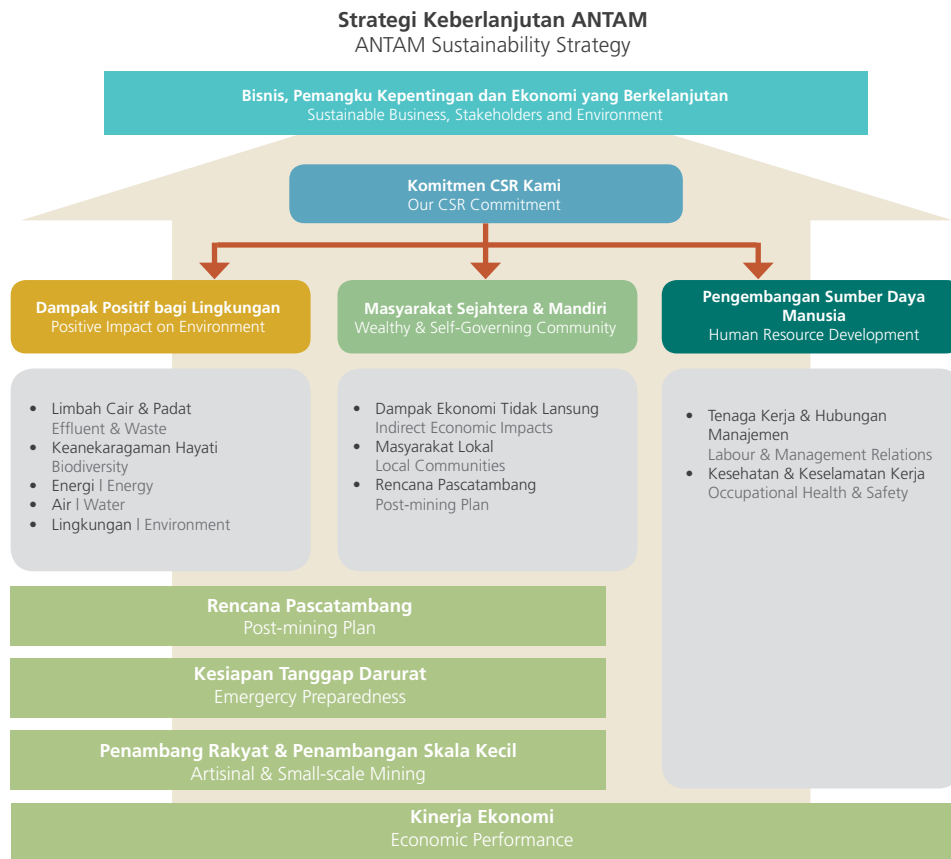 Strategi Keberlanjutan ANTAM
ANTAM Sustainability Strategy
Bisnis, Pemangku Kepentingan dan Ekonomi yang Berkelanjutan
Sustainable Business, Stakeholders and Environment
Komitmen CSR Kami
Our CSR Commitment
Dampak Positif bagi Lingkungan
Positive Impact on Environment
• Limbah Cair & Padat
Effluent & Waste
• Keanekaragaman Hayati
Biodiversity
• Energi l Energy
• Air l Water
• Lingkungan l Environment
Masyarakat Sejahtera & Mandiri
Wealthy & Self-Governing Community
• Dampak Ekonomi Tidak Lansung
Indirect Economic Impacts
• Masyarakat Lokal
Local Communities
• Rencana Pascatambang
Post-mining Plan
Pengembangan Sumber Daya
Manusia
Human Resource Development
• Tenaga Kerja & Hubungan
Manajemen
Labour & Management Relations
• Kesehatan & Keselamatan Kerja
Occupational Health & Safety
Rencana Pascatambang
Post-mining Plan
Kesiapan Tanggap Darurat
Emergercy Preparedness
Penambang Rakyat & Penambangan Skala Kecil
Artisinal & Small-scale Mining
Kinerja Ekonomi
Economic Performance